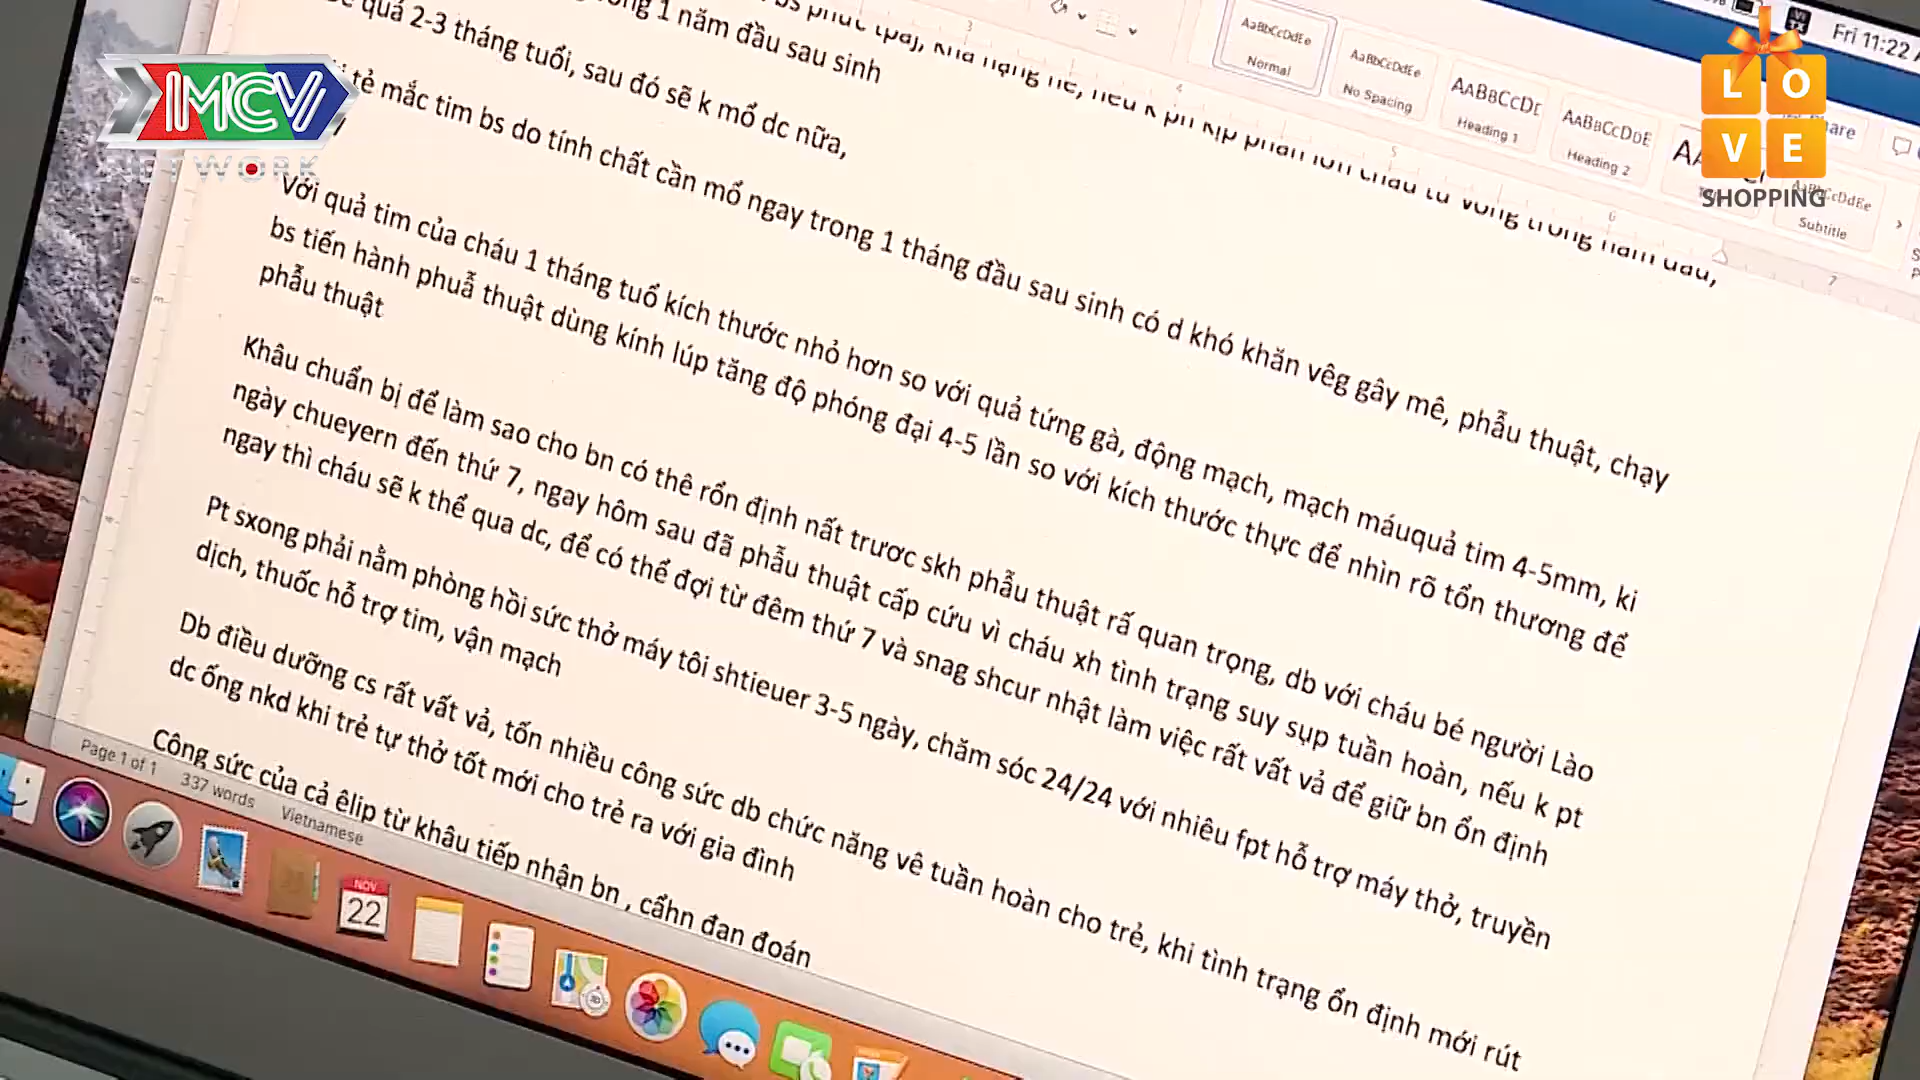 Fri 11:22
AaBbCcDdEe
Normal
AaBbCcDdEe
No Spacing
Heading 1
AaBbCcDdE
Heading 2
Subtitle
MCV
NETWORK
LOVE
SHOPPING
1 năm đầu sau sinh
quá 2-3 tháng tuổi, sau đó sẽ k mổ dc nữa,
tẻ mắc tim bs do tính chất cần mổ ngay trong 1 tháng đầu sau sinh có d khó khăn vêg gây mê, phẫu thuật, chạy
Với quả tim của cháu 1 tháng tuổ kích thước nhỏ hơn so với quả tứng gà, động mạch, mạch máuquả tim 4-5mm, ki
bs tiến hành phuẫ thuật dùng kính lúp tăng độ phóng đại 4-5 lần so với kích thước thực để nhìn rõ tổn thương để
phẫu thuật
Khâu chuẩn bị để làm sao cho bn có thê rổn định nất trươc skh phẫu thuật rấ quan trọng, db với cháu bé người Lào
ngày chueyern đến thứ 7, ngay hôm sau đã phẫu thuật cấp cứu vì cháu xh tình trạng suy sụp tuần hoàn, nếu k pt
ngay thì cháu sẽ k thể qua dc, để có thể đợi từ đêm thứ 7 và snag shcur nhật làm việc rất vất vả để giữ bn ổn định
Pt sxong phải nằm phòng hồi sức thở máy tôi shtieuer 3-5 ngày, chăm sóc 24/24 với nhiêu fpt hỗ trợ máy thở, truyền
dịch, thuốc hỗ trợ tim, vận mạch
Db điều dưỡng cs rất vất vả, tốn nhiều công sức db chức năng vê tuần hoàn cho trẻ, khi tình trạng ổn định mới rút
dc ống nkd khi trẻ tự thở tốt mới cho trẻ ra với gia đình
Công sức của cả êlip từ khâu tiếp nhận bn , cẩhn đan đoán
Page 1 of 1
337 words
Vietnamese
NOV
22